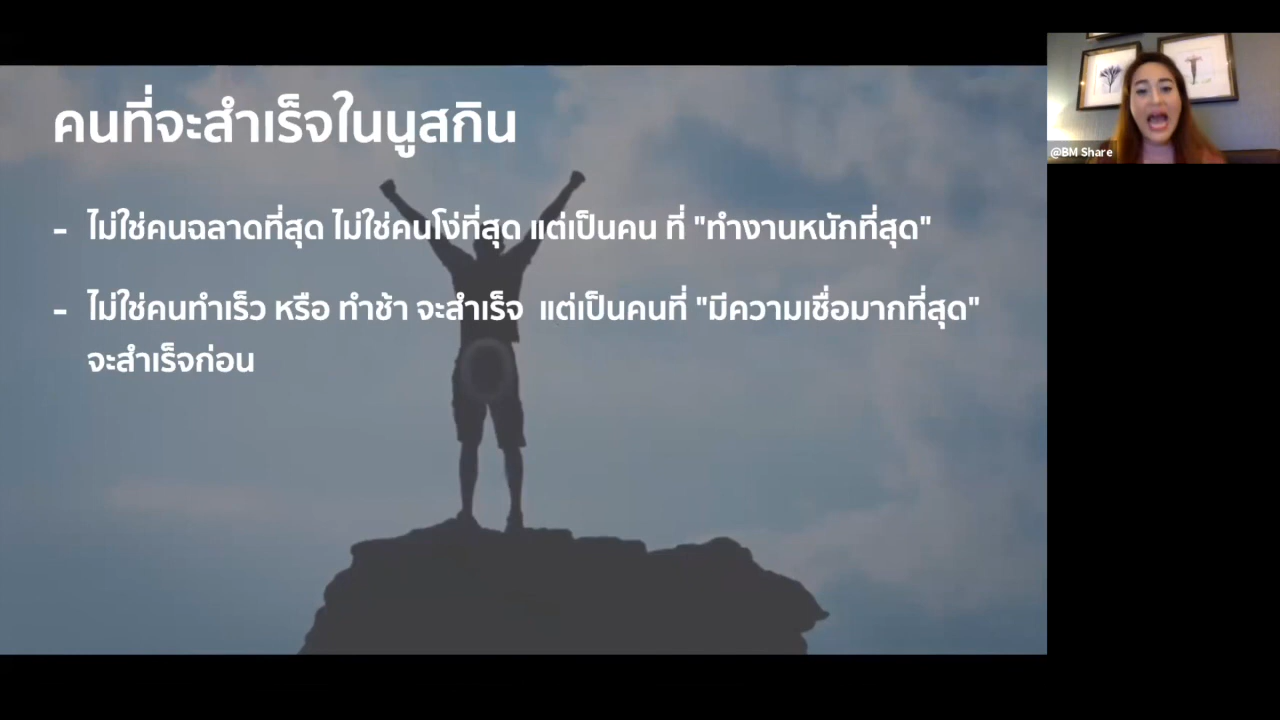 คนที่จะสำเร็จในนูสกิน
- ไม่ใช่คนฉลาดที่สุด ไม่ใช่คนโง่ที่สุด แต่เป็นคน ที่ "ทำงานหนักที่สุด"
- ไม่ใช่คนทำเร็ว หรือ ทำช้า จะสำเร็จ แต่เป็นคนที่ "มีความเชื่อมากที่สุด"
จะสำเร็จก่อน
@BM Share